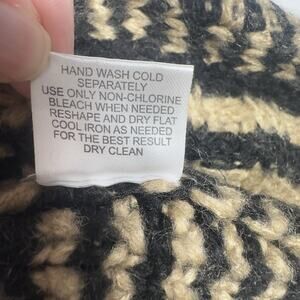 HAND WASH COLD
SEPARATELY
USE ONLY NON-CHLORINE
BLEACH WHEN NEEDED
RESHAPE AND DRY FLAT
COOL IRON AS NEEDED
FOR THE BEST RESULT
DRY CLEAN